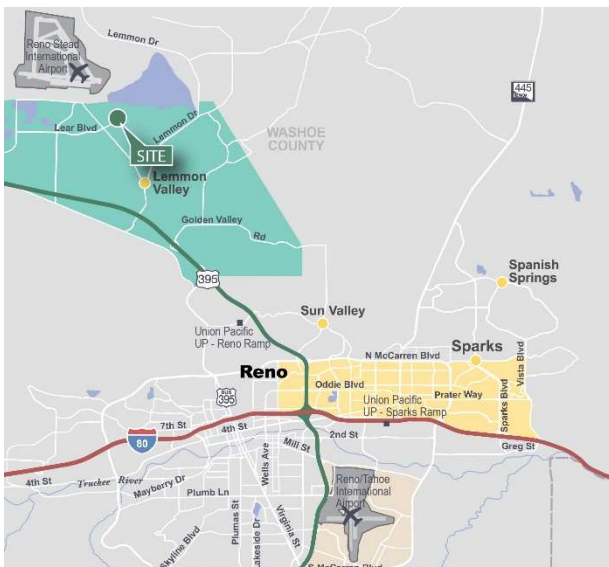 Lemmon Dr
Reno Stead
International
Airport
445
Lear Blvd
Lemmon Dr
WASHOE
COUNTY
SITE
Lemmon
Valley
Golden Valley
Rd
395
Spanish
Springs
Sun Valley
Union Pacific
UP - Reno Ramp
N McCarren Blvd
Sparks
Vista Blvd
Reno
Oddie Blvd
Prater Way
Sparks Blvd
BUS
395
Union Pacific
UP - Sparks Ramp
7th St
4th St
2nd St
Greg St
80
Mill St
Wells Ave
4th St
Truckee River
Mayberry Dr
Plumb Ln
Reno/Tahoe
International
Airport
Plumas St
Virginia St
Skyline Blvd
Lakeside Dr
S McCarren Blvd